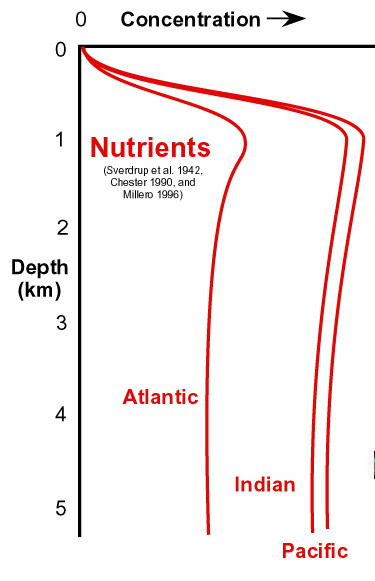 0 Concentration
0
1
Nutrients
(Sverdrup et al. 1942,
Chester 1990, and
Millero 1996)
2
Depth
(km)
3
Atlantic
4
Indian
5
Pacific